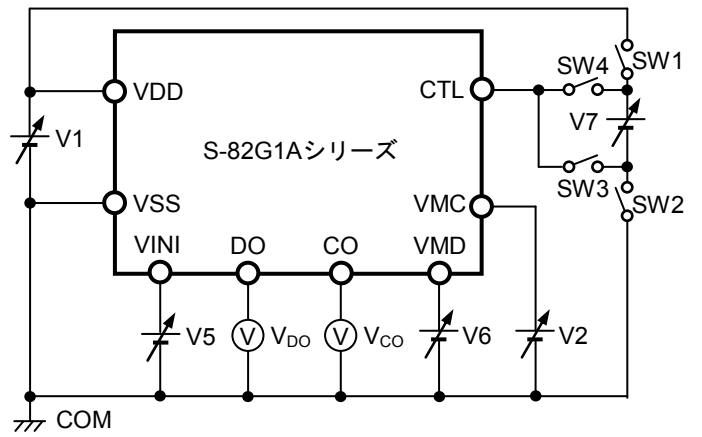 SW1
SW4
VDD
CTL
V7
V1
S-82G1Aシリーズ
SW3
VSS
VMC
SW2
VINI
DO
CO
VMD
V5
V
VDO
V
VCO
V6
V2
COM